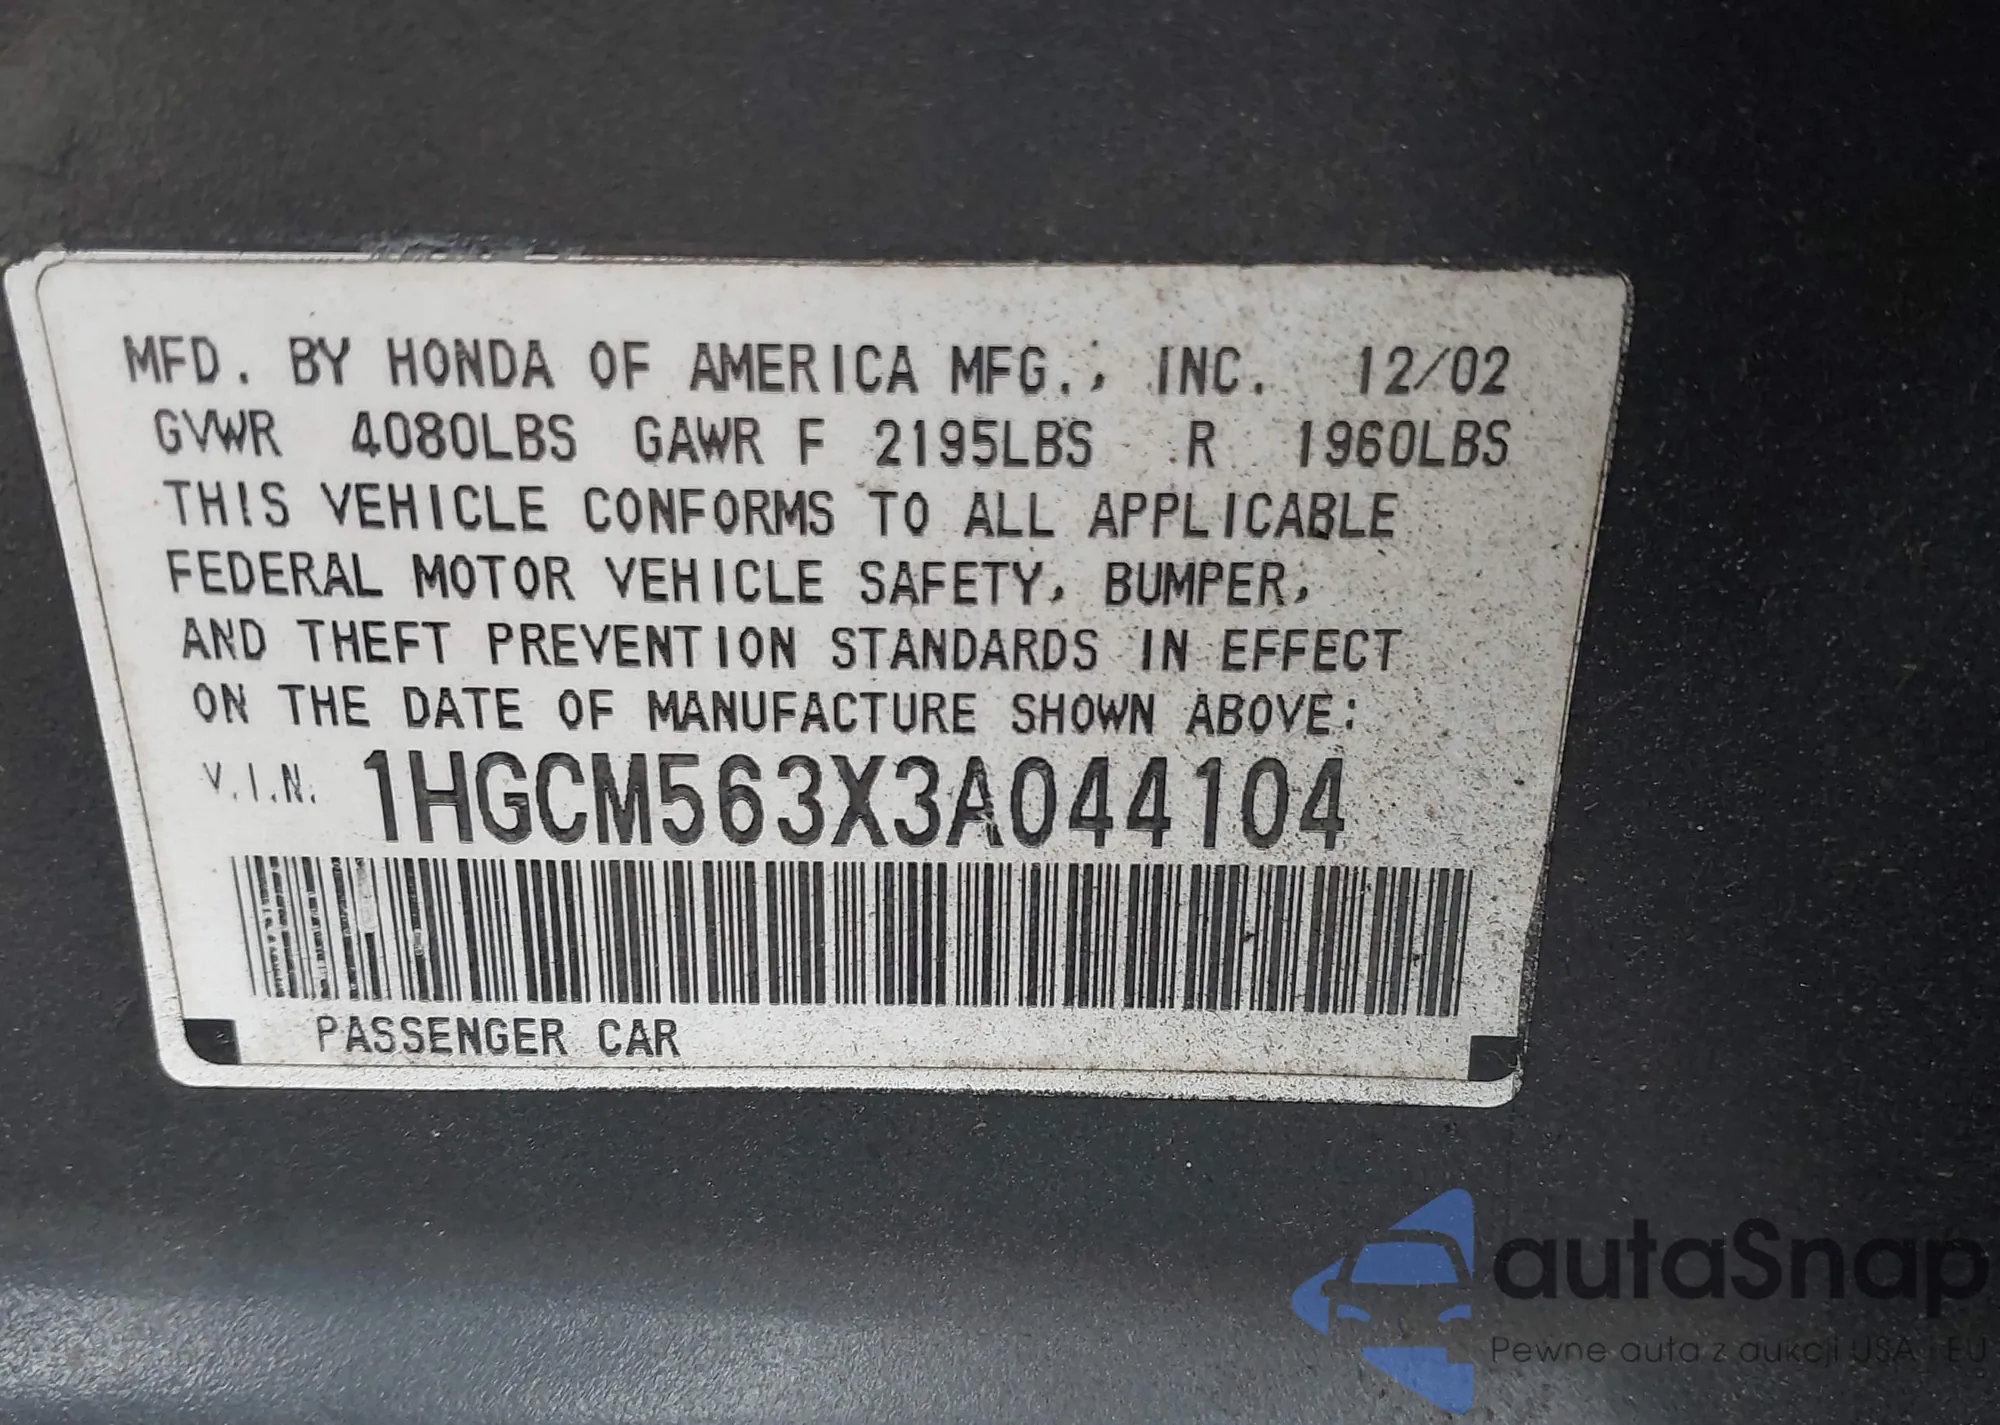 MFD. BY HONDA OF AMERICA MFG., INC. 12/02
GVWR 4080LBS GAWR F 2195LBS R 1960LBS
THIS VEHICLE CONFORMS TO ALL APPLICABLE
FEDERAL MOTOR VEHICLE SAFETY, BUMPER,
AND THEFT PREVENTION STANDARDS IN EFFECT
ON THE DATE OF MANUFACTURE SHOWN ABOVE:
V.I.N. 1HGCM563X3A044104
PASSENGER CAR
autaSnap
Pewne auta z aukcji USA i EU